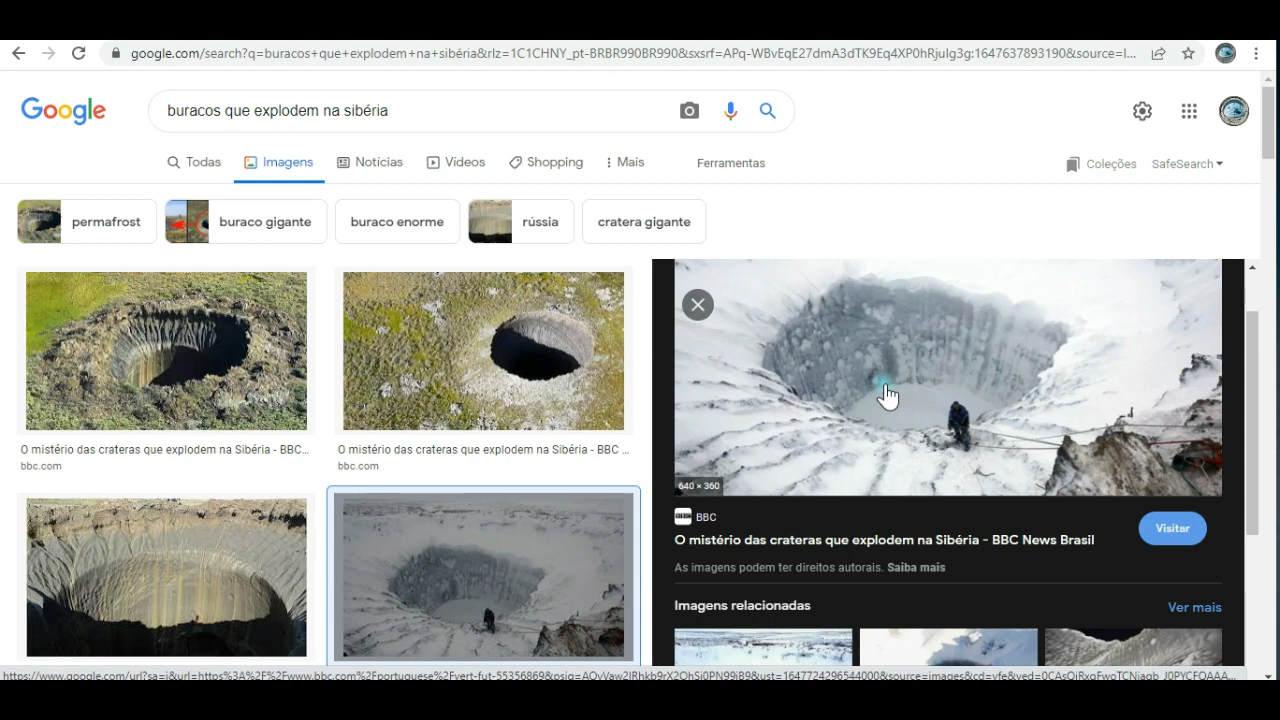 google.com/search?q=buracos+que+explodem+na+sibéria&rlz=1C1CHNY_pt-BRBR990BR990&sxsrf=APq-WBvEqE27dmA3dTK9Eq4XP0hRjuIg3g:1647637893190&source=l...
Google
buracos que explodem na sibéria
Todas
Imagens
Notícias
Vídeos
Shopping
Mais
Ferramentas
Coleções
SafeSearch
permafrost
buraco gigante
buraco enorme
rússia
cratera gigante
O mistério das crateras que explodem na Sibéria - BBC...
bbc.com
O mistério das crateras que explodem na Sibéria - BBC ...
bbc.com
640 × 360
BBC
O mistério das crateras que explodem na Sibéria - BBC News Brasil
Visitar
As imagens podem ter direitos autorais. Saiba mais
Imagens relacionadas
Ver mais